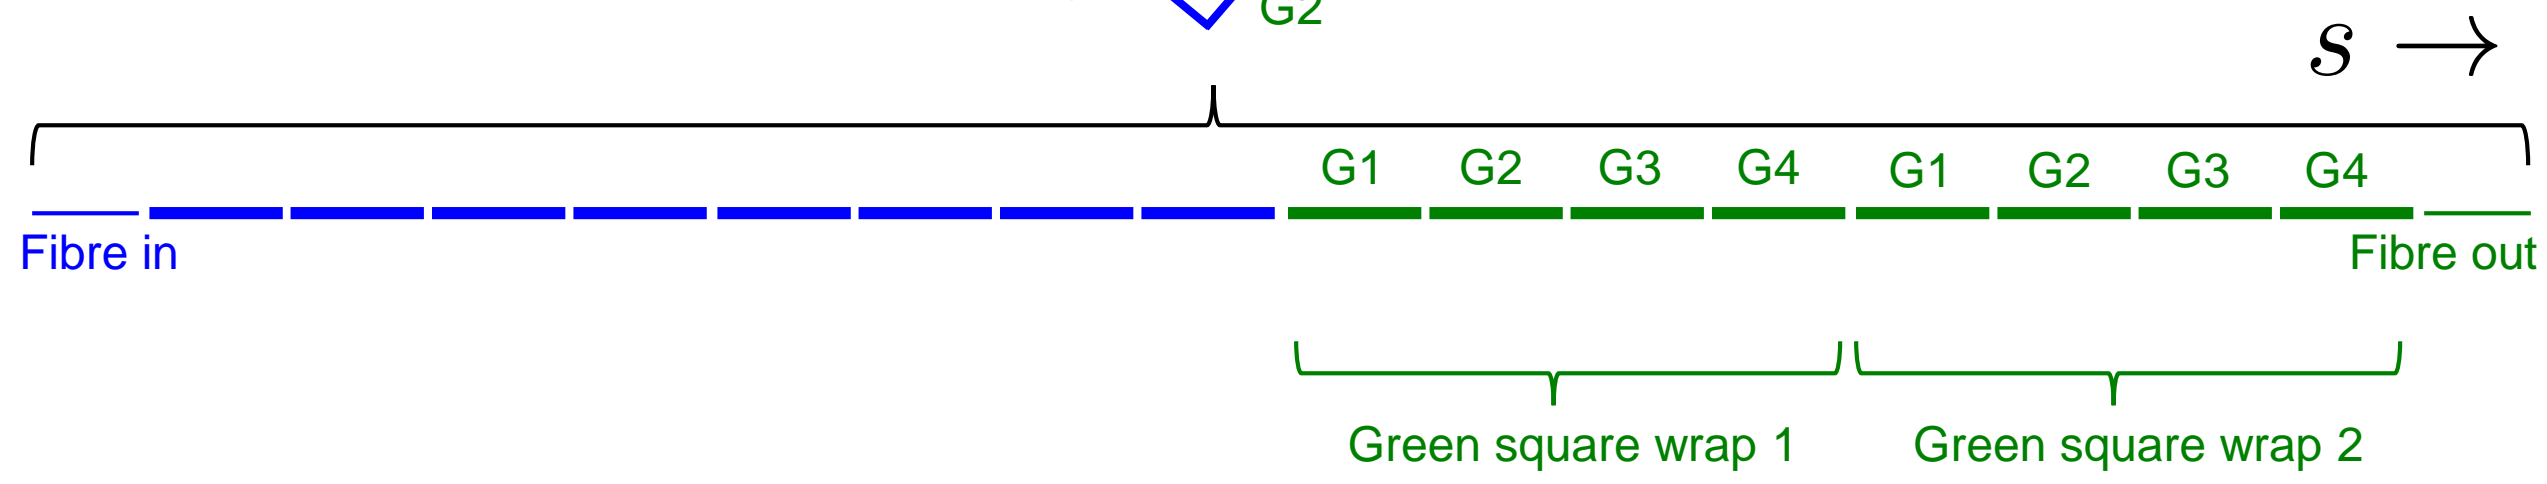 G2
s →
G1 G2 G3 G4 G1 G2 G3 G4
Fibre in
Fibre out
Green square wrap 1
Green square wrap 2